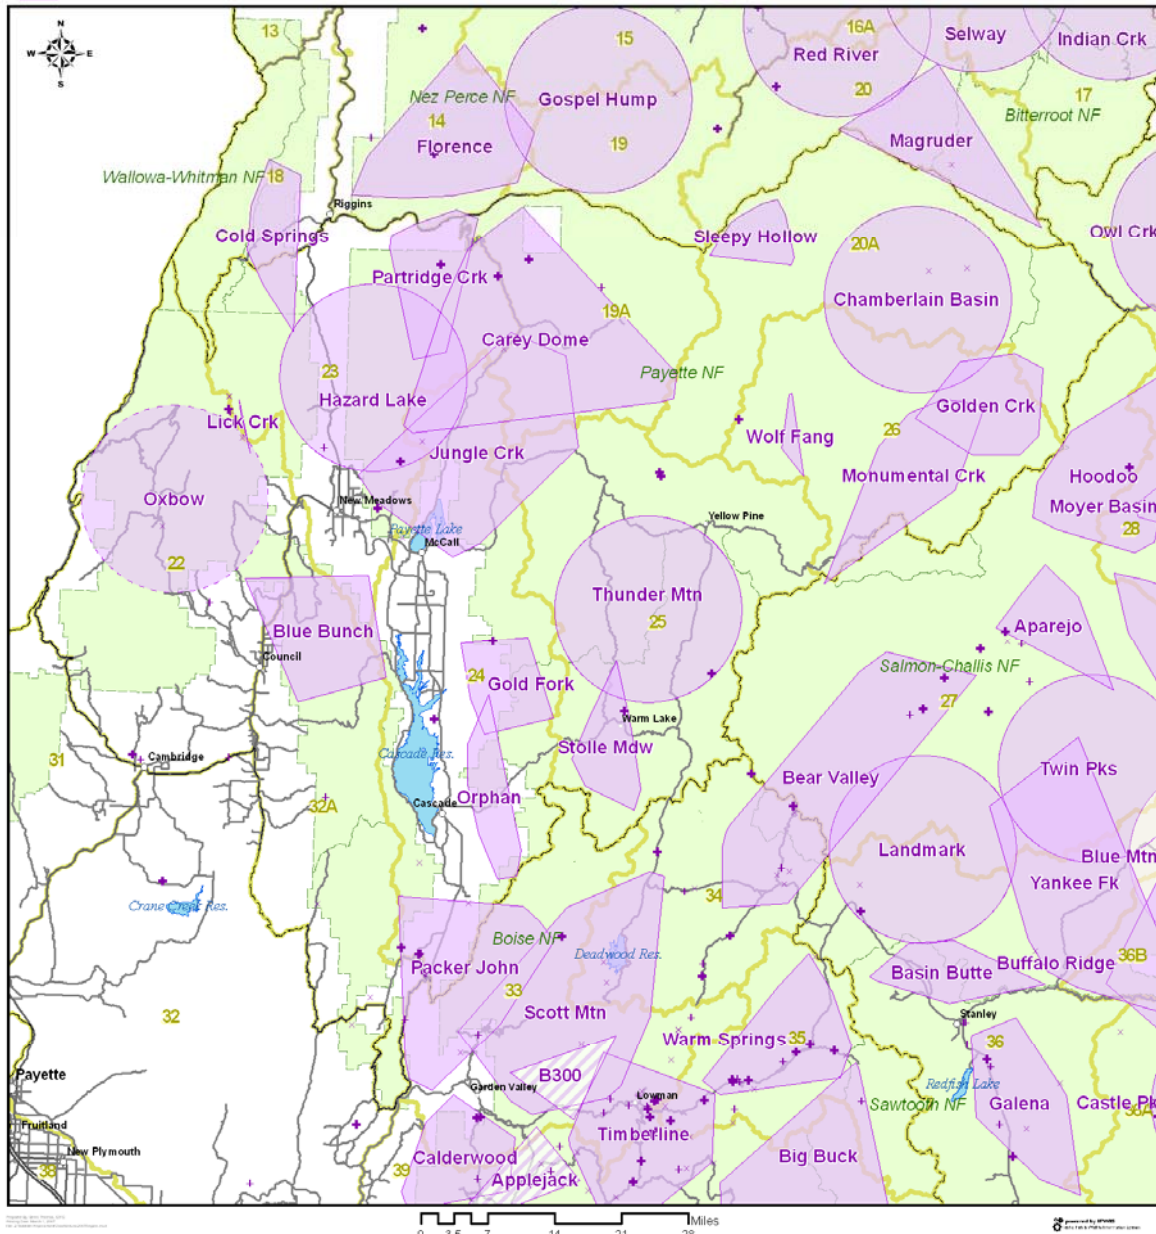 N
W E
S
13
15
16A
Selway
Indian Crk
Red River
20
17
Nez Perce NF
Gospel Hump
Bitterroot NF
14
Florence
19
Magruder
Wallowa-Whitman NF
18
Riggins
Cold Springs
Sleepy Hollow
20A
Owl Crk
Partridge Crk
Chamberlain Basin
19A
Carey Dome
23
Payette NF
Hazard Lake
Golden Crk
Lick Crk
26
Wolf Fang
Jungle Crk
Monumental Crk
Hoodoo
Oxbow
New Meadows
Moyer Basin
Yellow Pine
Payette Lake
28
McCall
22
Thunder Mtn
25
Blue Bunch
Aparejo
Council
Salmon-Challis NF
24
Gold Fork
27
Warm Lake
Stolle Mdw
31
Cambridge
Cascade Res.
Twin Pks
Bear Valley
Orphan
32A
Cascade
Landmark
Blue Mtn
Yankee Fk
34
Crane Creek Res.
Boise NF
Deadwood Res.
36B
Packer John
Buffalo Ridge
Basin Butte
33
32
Scott Mtn
Stanley
Warm Springs
35
36
Payette
B300
Garden Valley
Redfish Lake
Lowman
Sawtooth NF
Galena
Castle Pk
Fruitland
Timberline
New Plymouth
Calderwood
Big Buck
38
39
Applejack
0 3.5 7 14 21 28
Miles